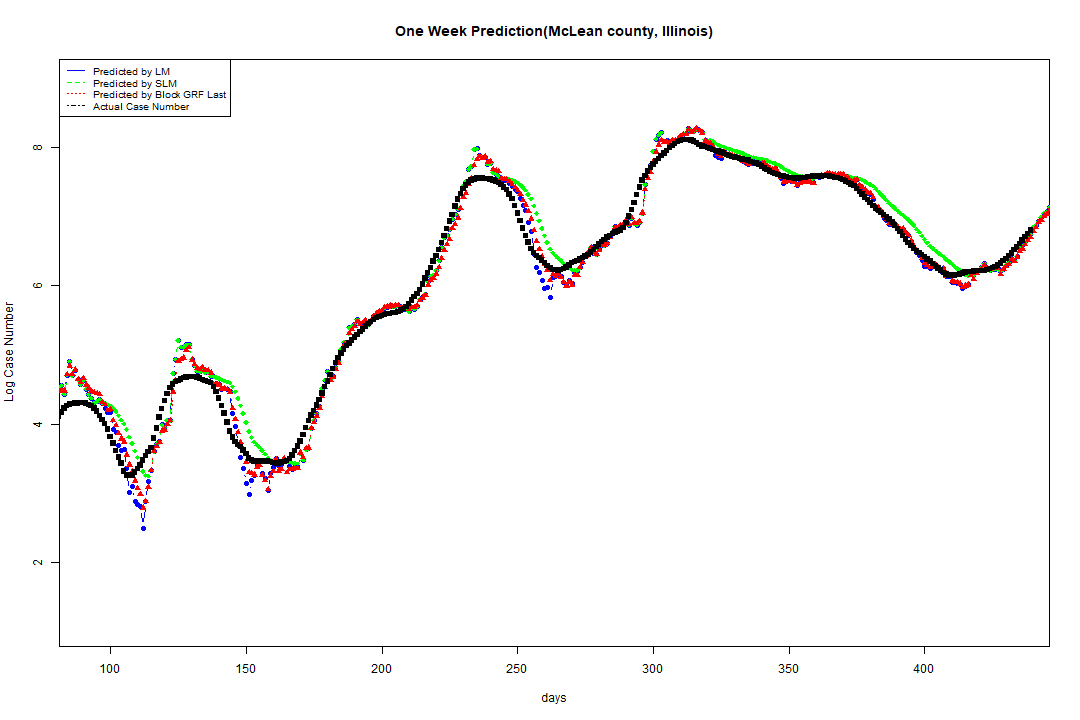 One Week Prediction(McLean county, Illinois)
Predicted by LM
Predicted by SLM
Predicted by Block GRF Last
Actual Case Number
8
6
4
2
Log Case Number
100 150 200 250 300 350 400
days